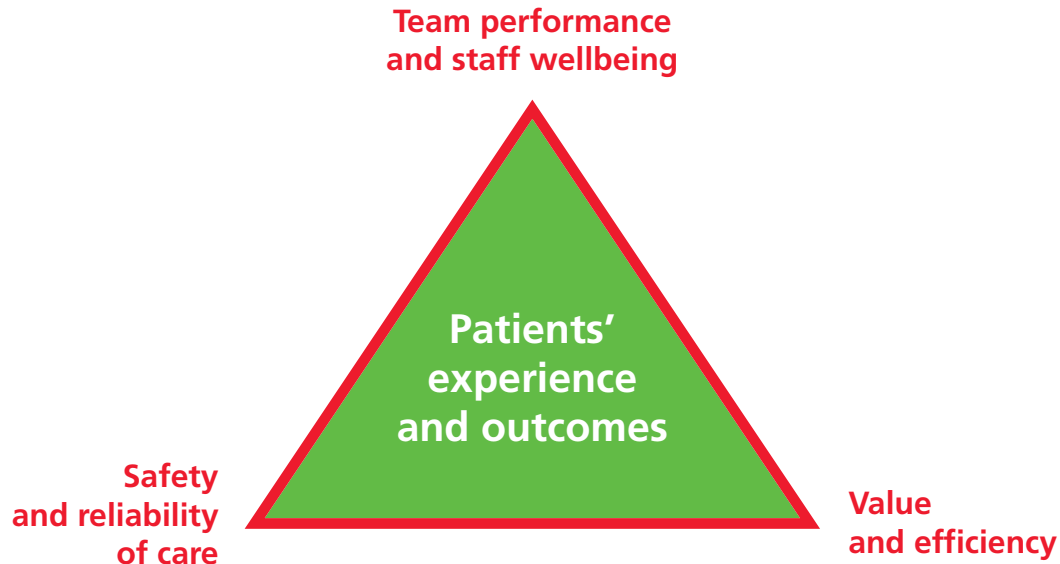 Team performance
and staff wellbeing
Patients’
experience
and outcomes
Safety
and reliability
of care
Value
and efficiency